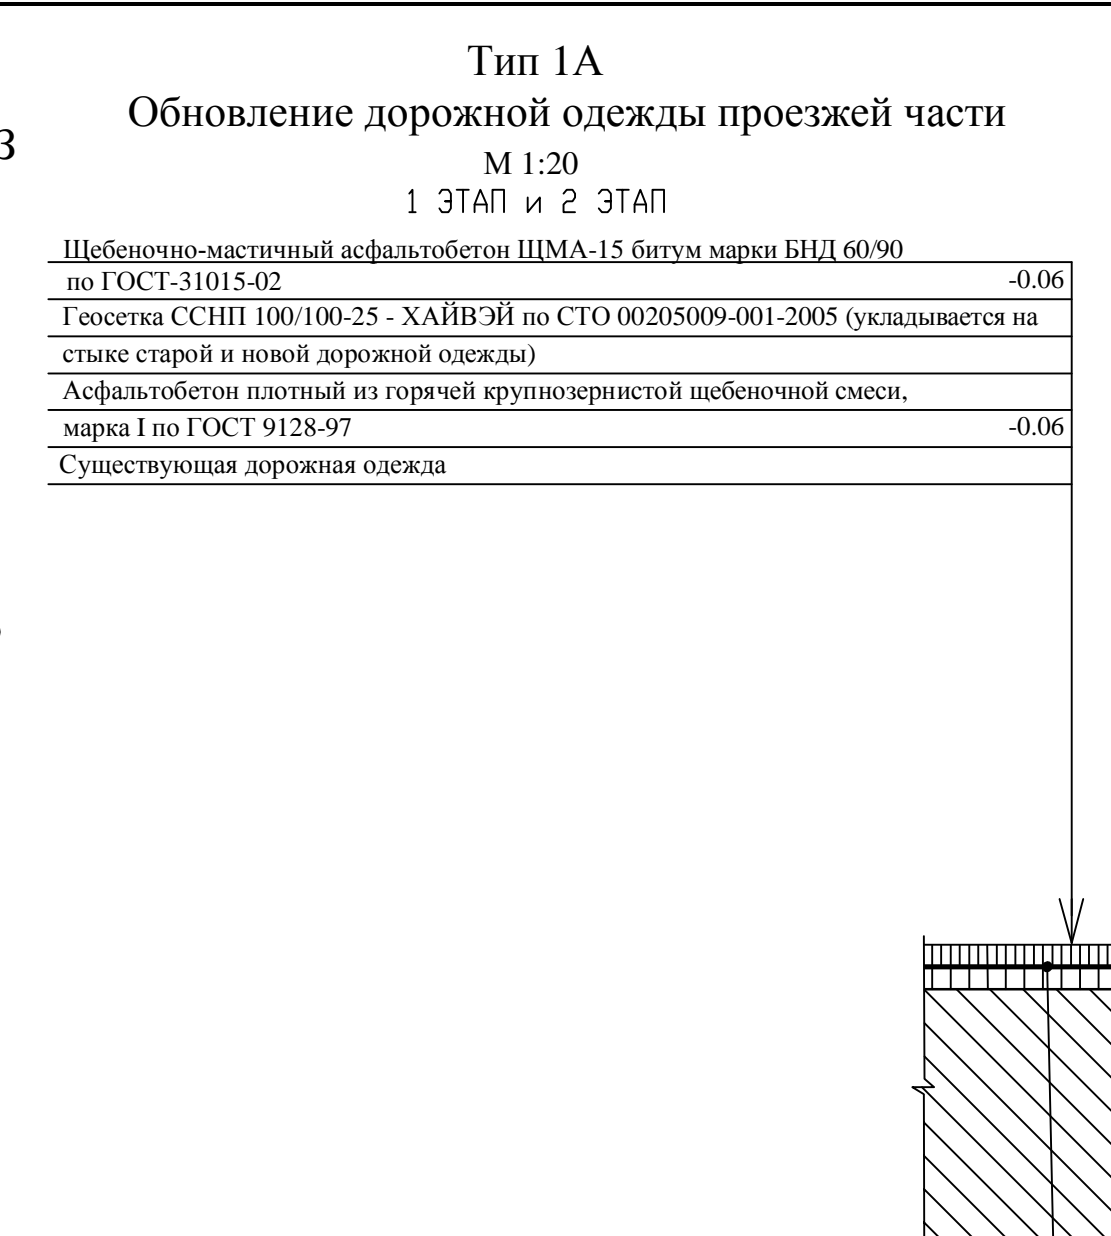 Тип 1А
Обновление дорожной одежды проезжей части
З
М 1:20
1 ЭТАП и 2 ЭТАП
Щебеночно-мастичный асфальтобетон ЩМА-15 битум марки БНД 60/90
по ГОСТ-31015-02 -0.06
Геосетка ССНП 100/100-25 - ХАЙВЭЙ по СТО 00205009-001-2005 (укладывается на
стыке старой и новой дорожной одежды)
Асфальтобетон плотный из горячей крупнозернистой щебеночной смеси,
марка I по ГОСТ 9128-97 -0.06
Существующая дорожная одежда